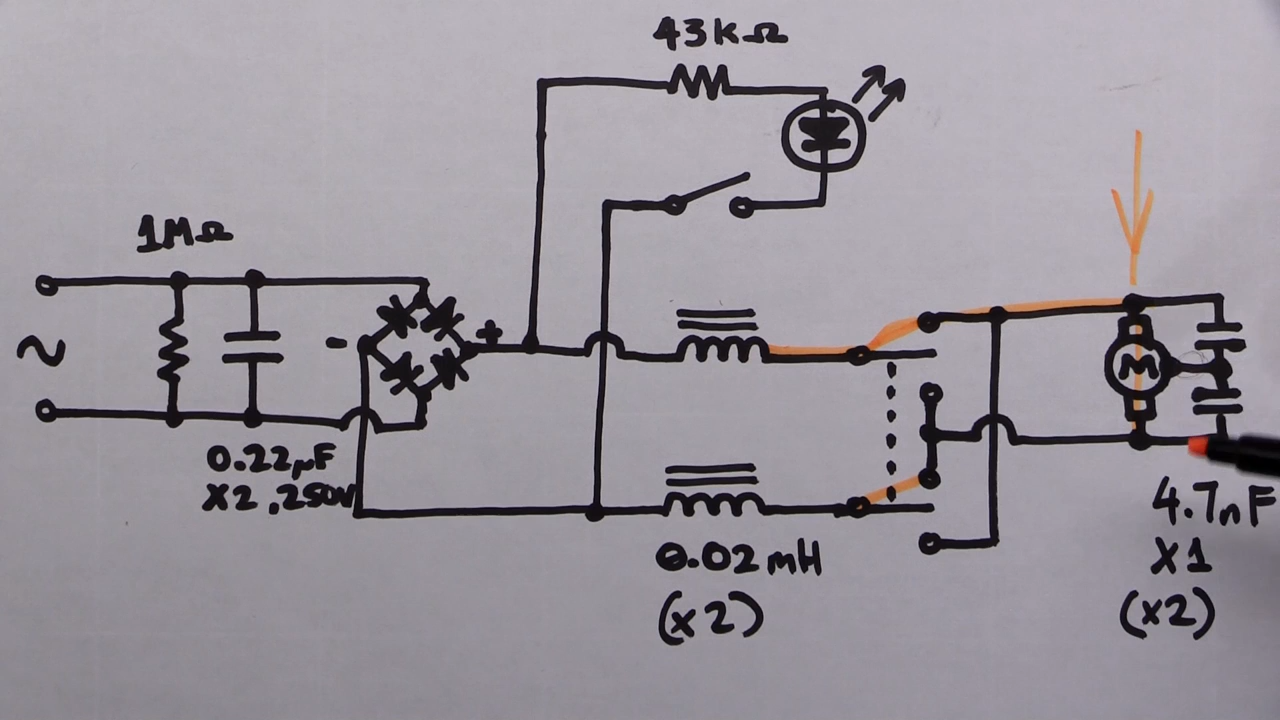 43KΩ
1MΩ
~
-
+
M
0.22μF
X2,250V
4.7nF
X1
(x2)
0.02mH
(x2)